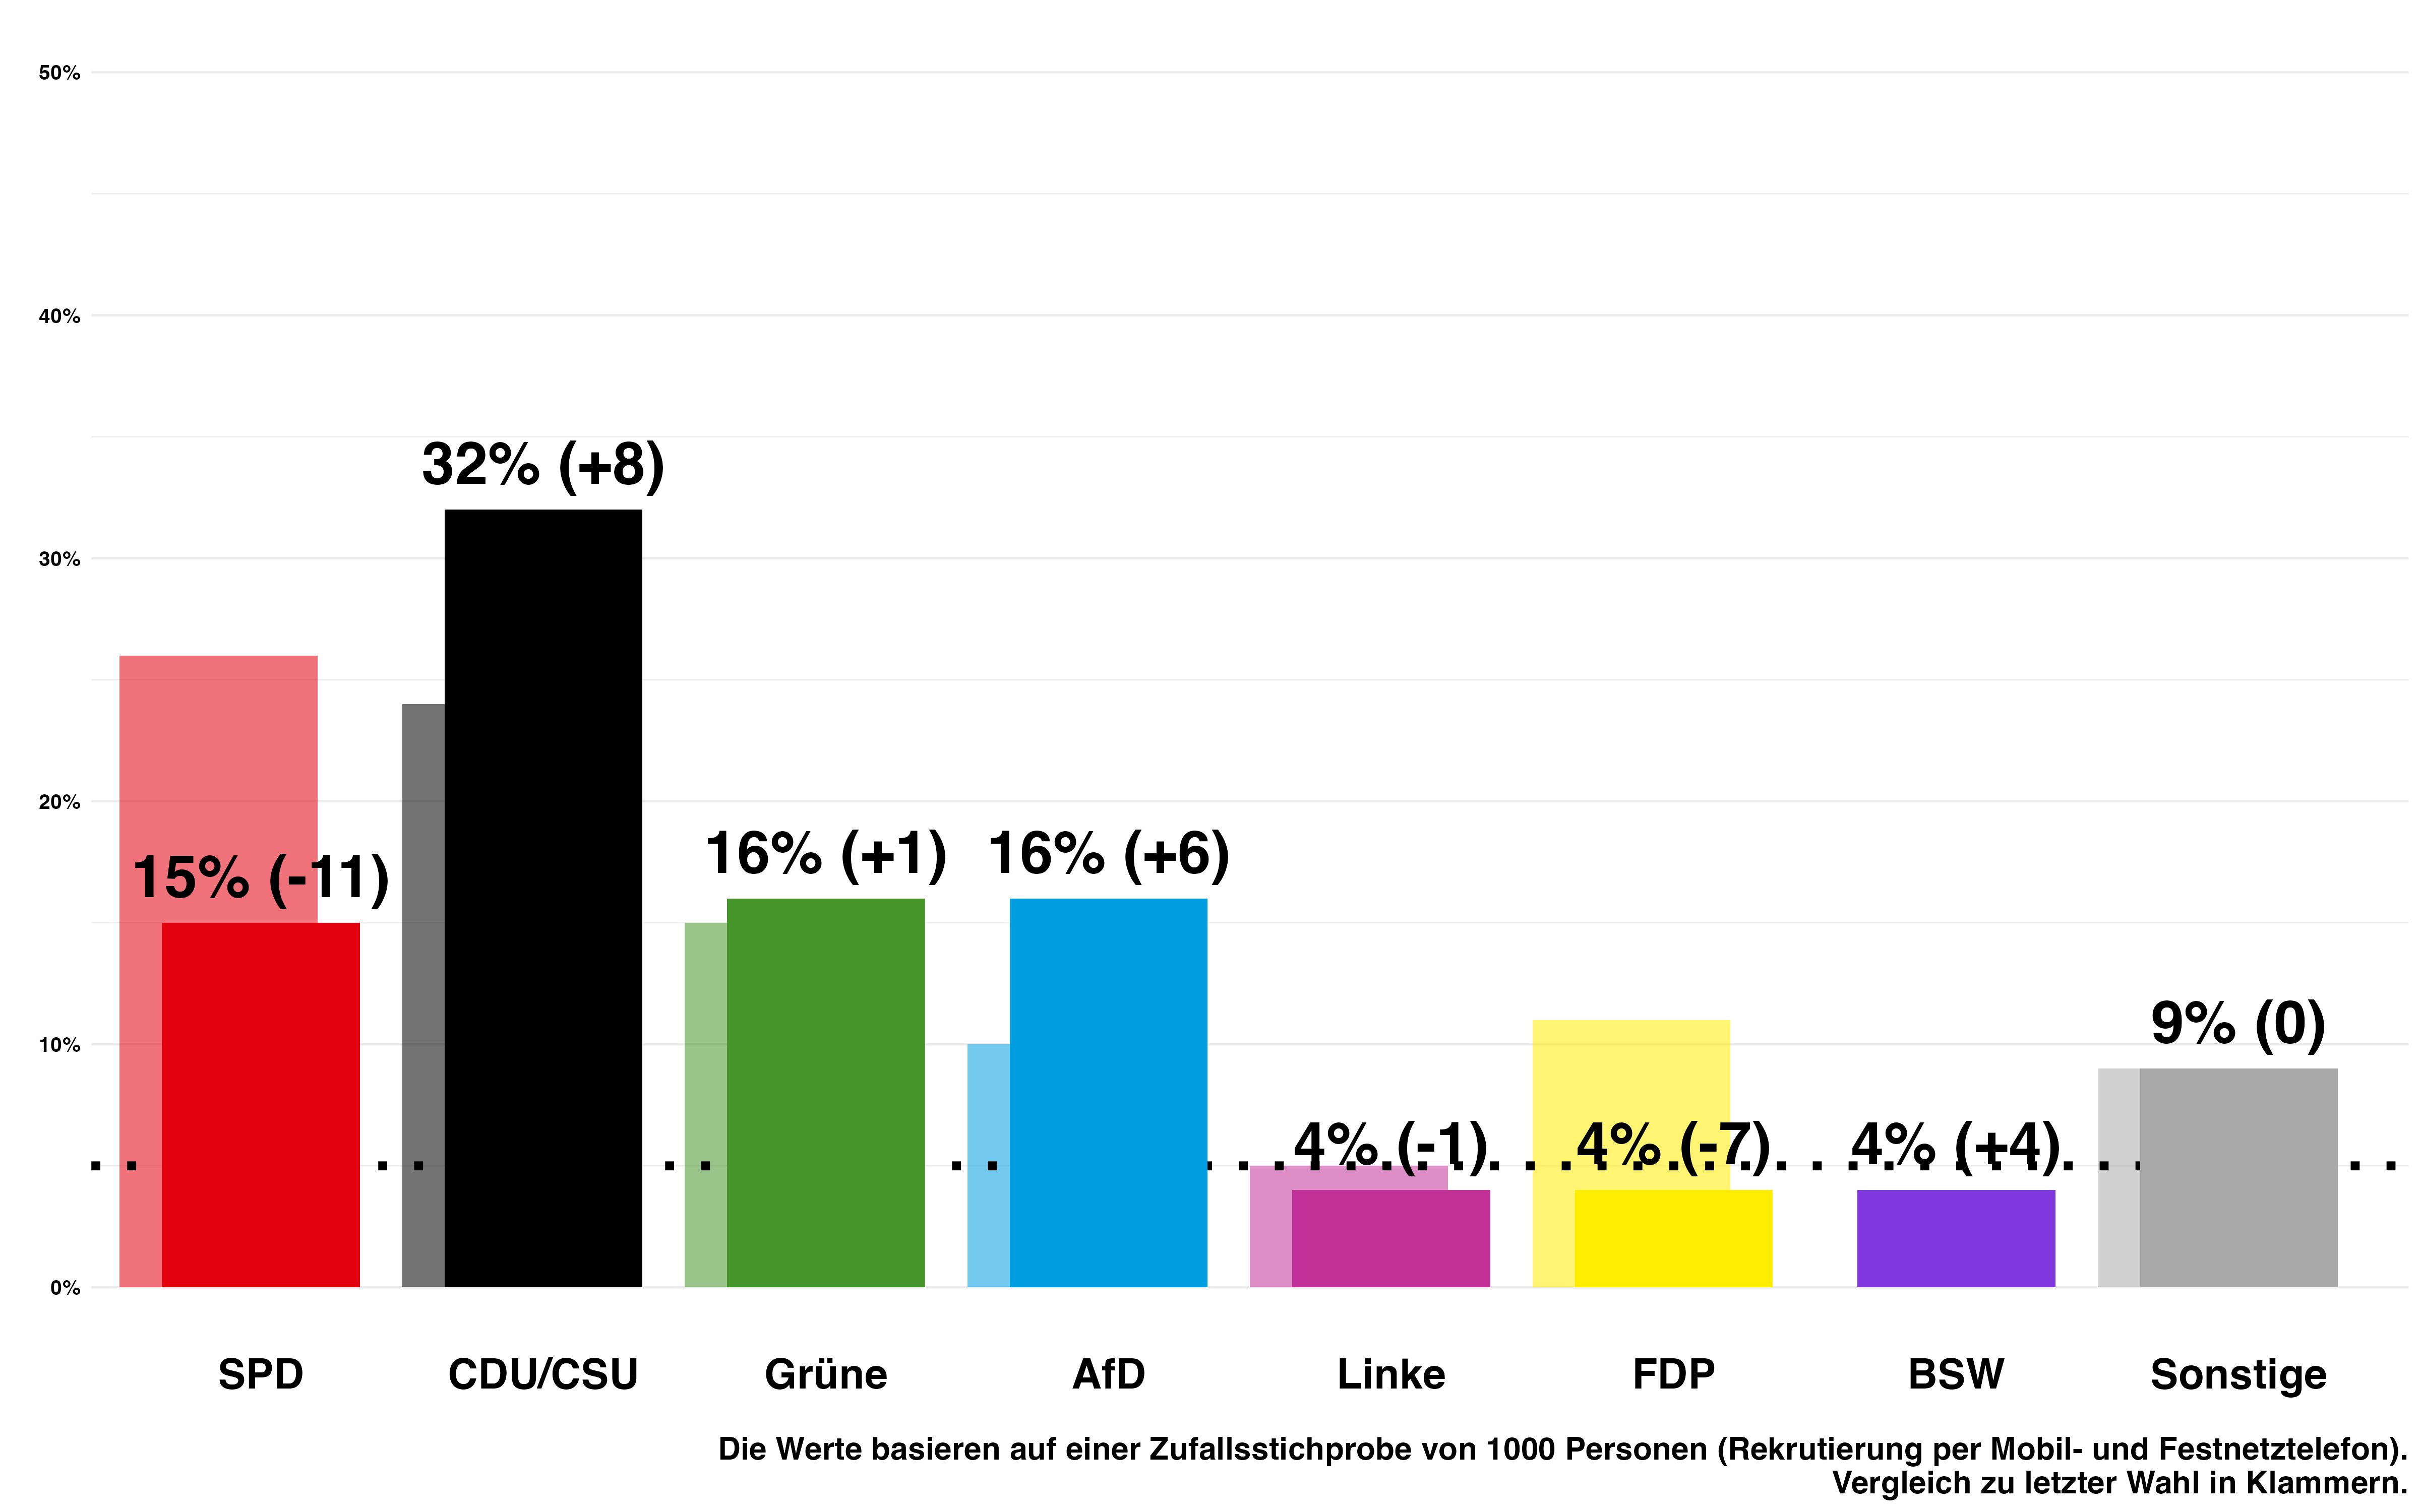 50%
40%
30%
20%
10%
0%
15% (-11)
32% (+8)
16% (+1)
16% (+6)
4% (-1)
4% (-7)
4% (+4)
9% (0)
SPD
CDU/CSU
Grüne
AfD
Linke
FDP
BSW
Sonstige
Die Werte basieren auf einer Zufallsstichprobe von 1000 Personen (Rekrutierung per Mobil- und Festnetztelefon).
Vergleich zu letzter Wahl in Klammern.